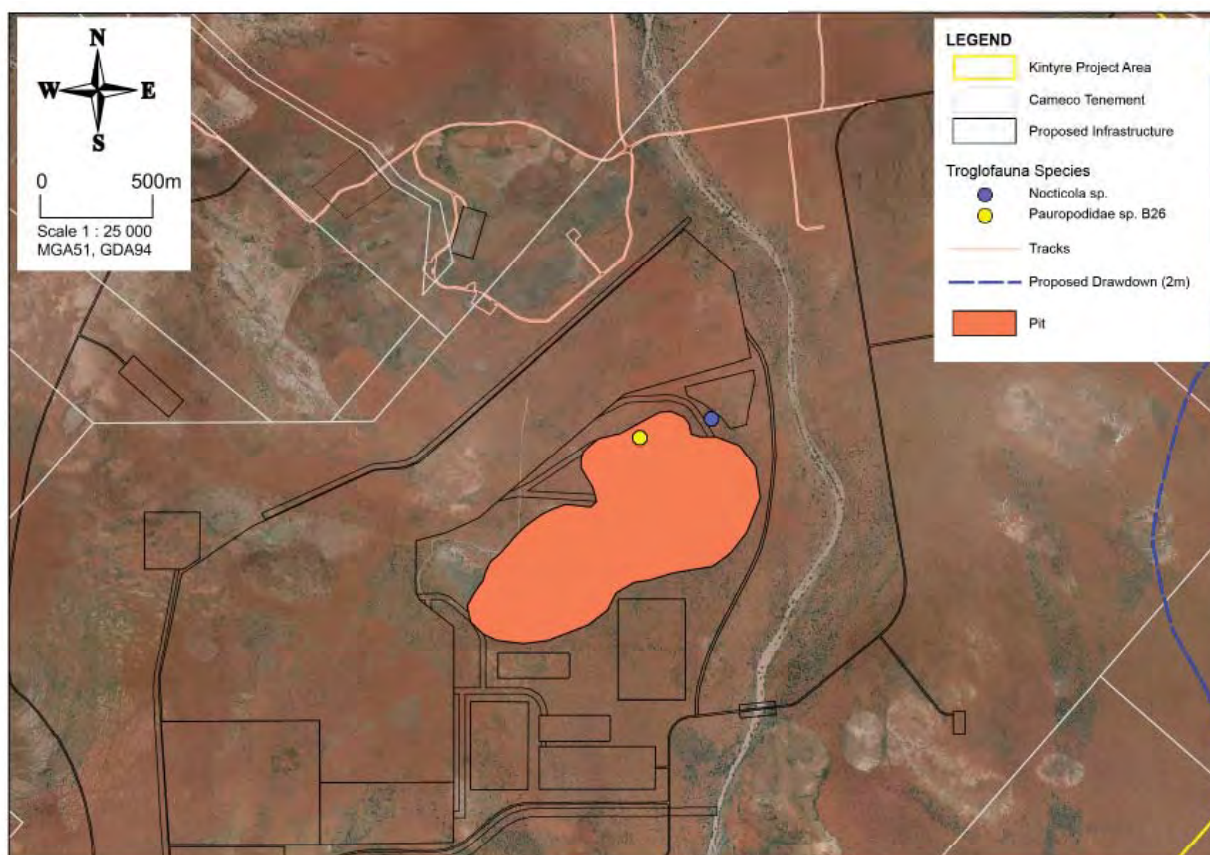 N
W E
S
0 500m
Scale 1 : 25 000
MGA51, GDA94
LEGEND
Kintyre Project Area
Cameco Tenement
Proposed Infrastructure
Troglofauna Species
Nocticola sp.
Pauropodidae sp. B26
Tracks
Proposed Drawdown (2m)
Pit